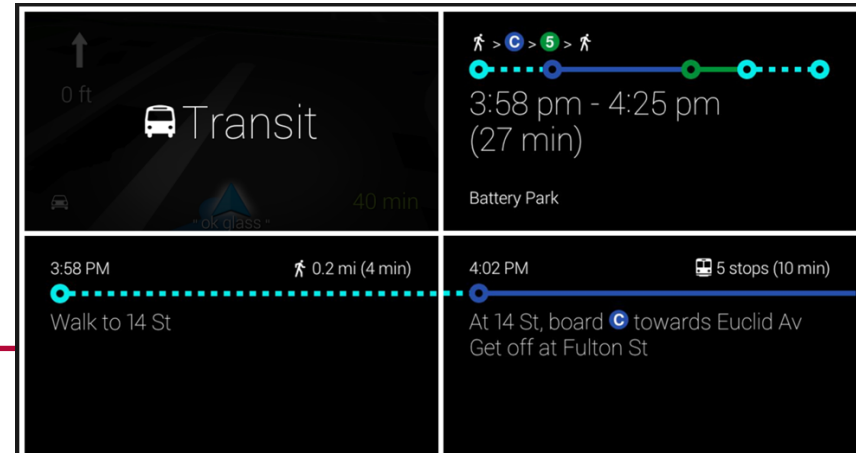 0 ft
Transit
40 min
"ok glass"
> C > 5 >
3:58 pm - 4:25 pm
(27 min)
Battery Park
3:58 PM
0.2 mi (4 min)
Walk to 14 St
4:02 PM
5 stops (10 min)
At 14 St, board C towards Euclid Av
Get off at Fulton St